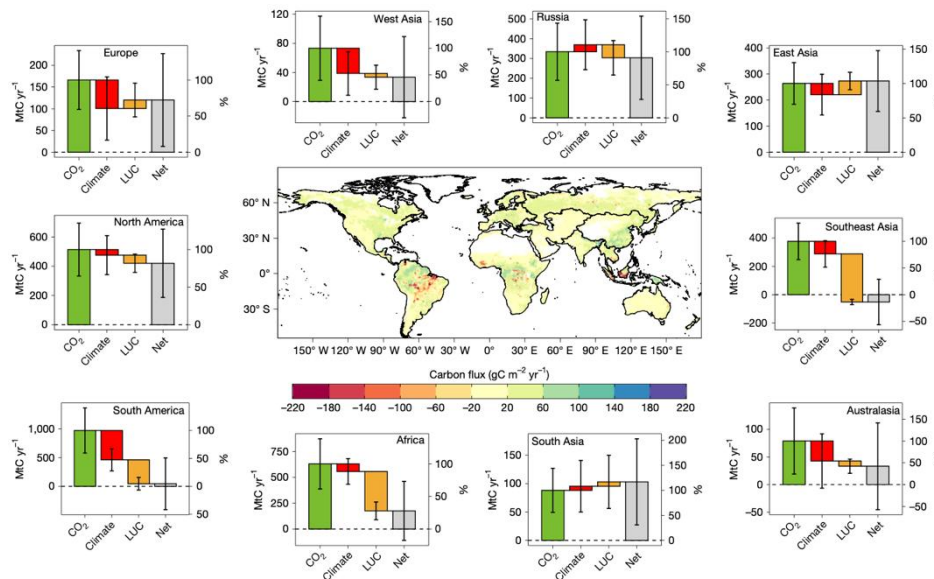 Europe
MtC yr⁻¹
200
150
100
50
0
100
50
0
%
CO₂
Climate
LUC
Net
West Asia
MtC yr⁻¹
120
80
40
0
150
100
50
0
%
CO₂
Climate
LUC
Net
Russia
MtC yr⁻¹
500
400
300
200
100
0
150
100
50
0
%
CO₂
Climate
LUC
Net
East Asia
MtC yr⁻¹
400
300
200
100
0
150
100
50
0
CO₂
Climate
LUC
Net
North America
MtC yr⁻¹
600
400
200
0
100
50
0
%
CO₂
Climate
LUC
Net
60° N
30° N
0°
30° S
150° W
120° W
90° W
60° W
30° W
0° E
30° E
60° E
90° E
120° E
150° E
Southeast Asia
MtC yr⁻¹
400
200
0
−200
100
50
0
−50
CO₂
Climate
LUC
Net
Carbon flux (gC m⁻² yr⁻¹)
−220
−180
−140
−100
−60
−20
20
60
100
140
180
220
South America
MtC yr⁻¹
1,000
500
0
100
50
0
50
%
CO₂
Climate
LUC
Net
Africa
MtC yr⁻¹
750
500
250
0
100
50
0
%
CO₂
Climate
LUC
Net
South Asia
MtC yr⁻¹
150
100
50
0
200
150
100
50
0
%
CO₂
Climate
LUC
Net
Australasia
MtC yr⁻¹
100
50
0
−50
150
100
50
0
−50
CO₂
Climate
LUC
Net